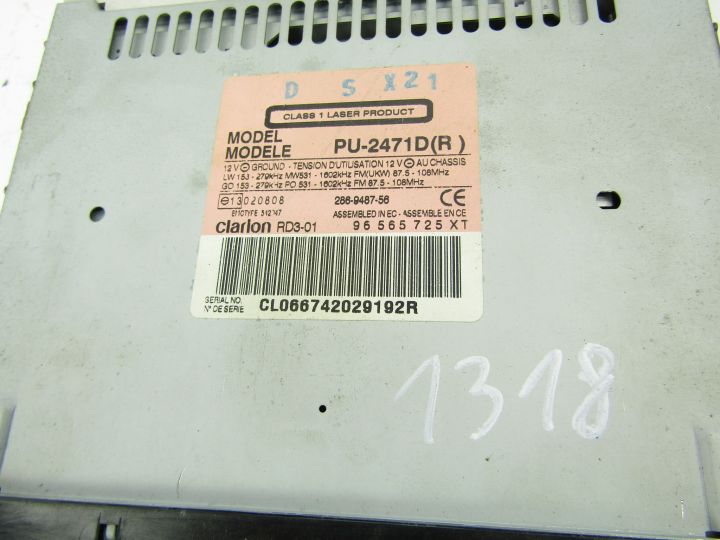 D S X21
CLASS 1 LASER PRODUCT
MODEL
MODELE PU-2471D(R)
12 V ⊖ GROUND - TENSION D'UTILISATION 12 V ⊖ AU CHASSIS
LW 153 - 279kHz MW531 - 1602kHz FM(UKW) 87.5 - 108MHz
GO 153 - 279kHz PO 531 - 1602kHz FM 87.5 - 108MHz
e13 020808 286-9487-56 CE
ASSEMBLED IN EC - ASSEMBLE EN CE
clarion RD3-01 96 565 725 XT
SERIAL NO.
N° DE SERIE CL066742029192R
1318